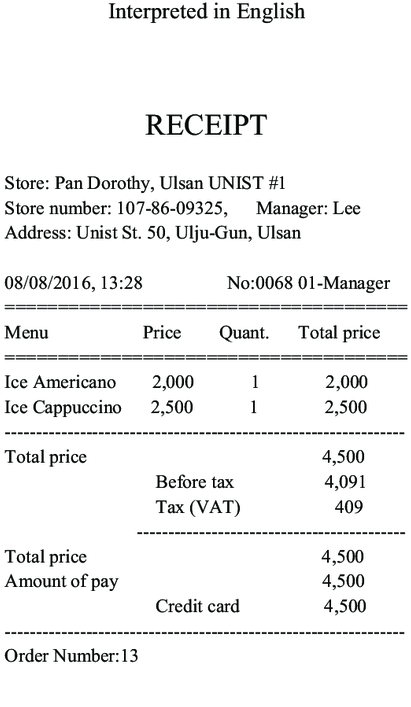 Interpreted in English
RECEIPT
Store: Pan Dorothy, Ulsan UNIST #1
Store number: 107-86-09325, Manager: Lee
Address: Unist St. 50, Ulju-Gun, Ulsan
08/08/2016, 13:28 No:0068 01-Manager
======================================
Menu Price Quant. Total price
======================================
Ice Americano 2,000 1 2,000
Ice Cappuccino 2,500 1 2,500
----------------------------------------------------------------
Total price 4,500
Before tax 4,091
Tax (VAT) 409
-------------------------------------------
Total price 4,500
Amount of pay 4,500
Credit card 4,500
----------------------------------------------------------------
Order Number:13